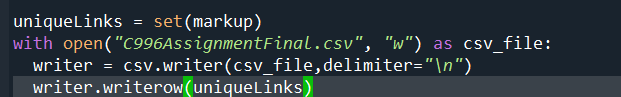 uniqueLinks = set(markup)
with open("C996AssignmentFinal.csv", "w") as csv_file:
  writer = csv.writer(csv_file,delimiter="\n")
  writer.writerow(uniqueLinks)